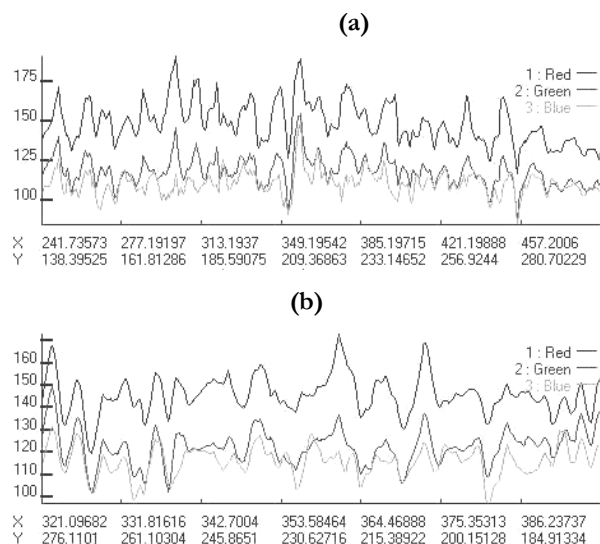 (a)
175
150
125
100
1 : Red
2 : Green
3 : Blue
X 241.73573 277.19197 313.1937 349.19542 385.19715 421.19888 457.2006
Y 138.39525 161.81286 185.59075 209.36863 233.14652 256.9244 280.70229
(b)
160
150
140
130
120
110
100
1 : Red
2 : Green
3 : Blue
X 321.09682 331.81616 342.7004 353.58464 364.46888 375.35313 386.23737
Y 276.1101 261.10304 245.8651 230.62716 215.38922 200.15128 184.91334